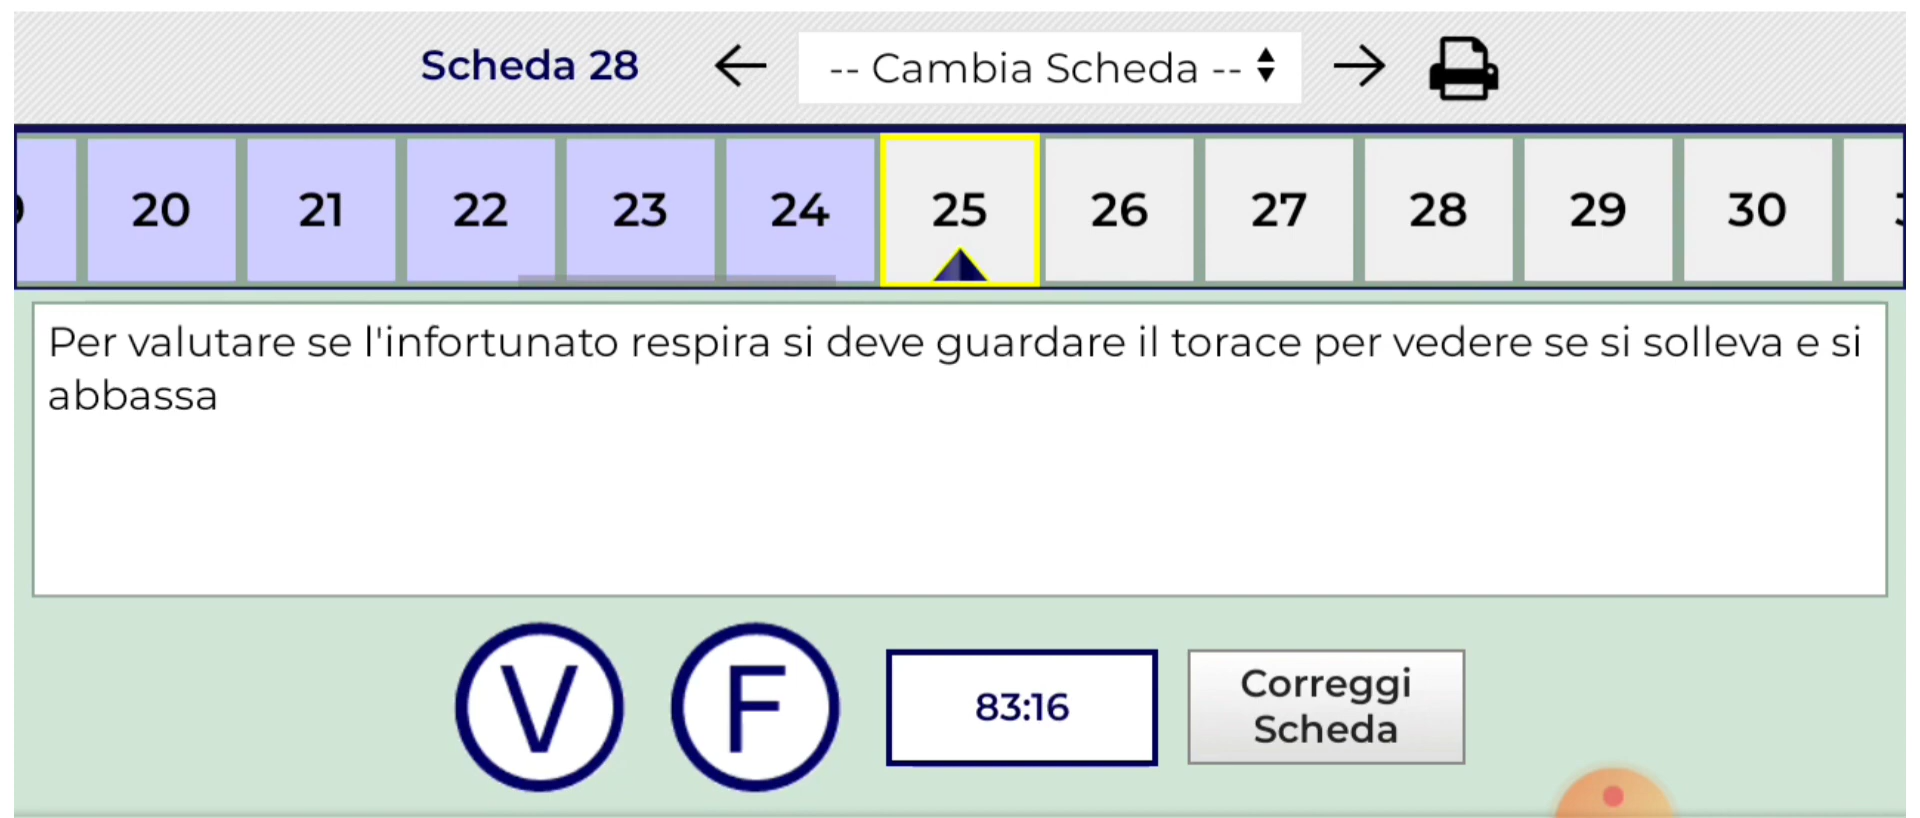 Scheda 28 ← -- Cambia Scheda -- →
20 21 22 23 24 25 26 27 28 29 30
Per valutare se l'infortunato respira si deve guardare il torace per vedere se si solleva e si
abbassa
V F 83:16 Correggi
Scheda